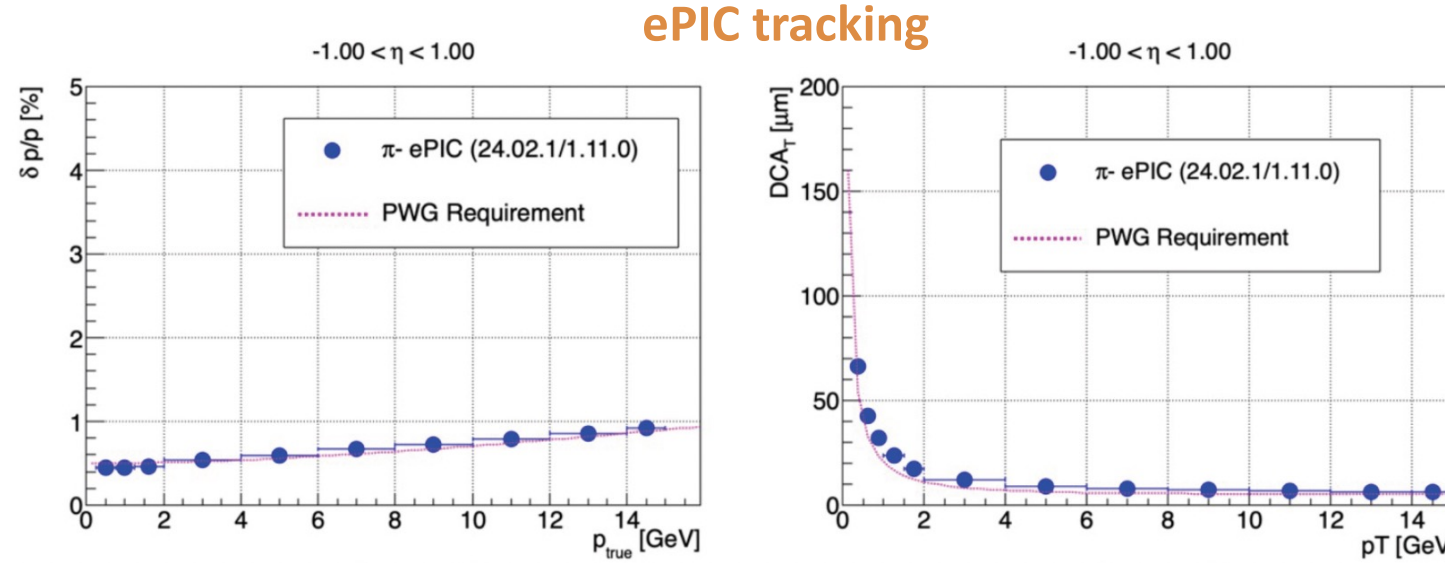 ePIC tracking
-1.00 < η < 1.00
δ p/p [%]
5
4
3
2
1
0
π- ePIC (24.02.1/1.11.0)
PWG Requirement
0 2 4 6 8 10 12 14
p_true [GeV]
-1.00 < η < 1.00
DCA_T [μm]
200
150
100
50
0
π- ePIC (24.02.1/1.11.0)
PWG Requirement
0 2 4 6 8 10 12 14
pT [GeV